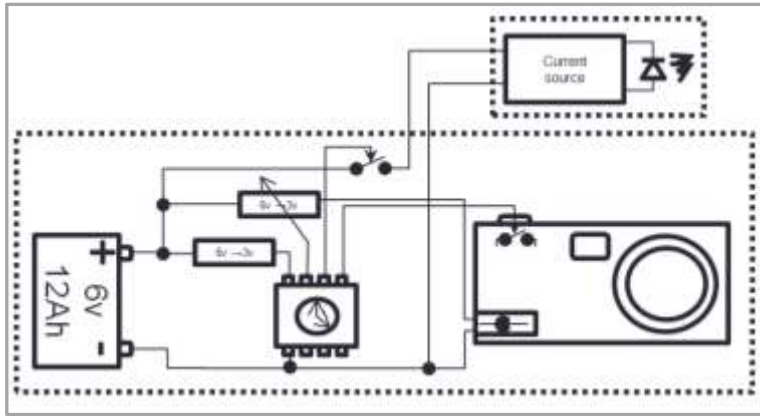 Current
source
6v →3v
6v →3v
+
6v
12Ah
-